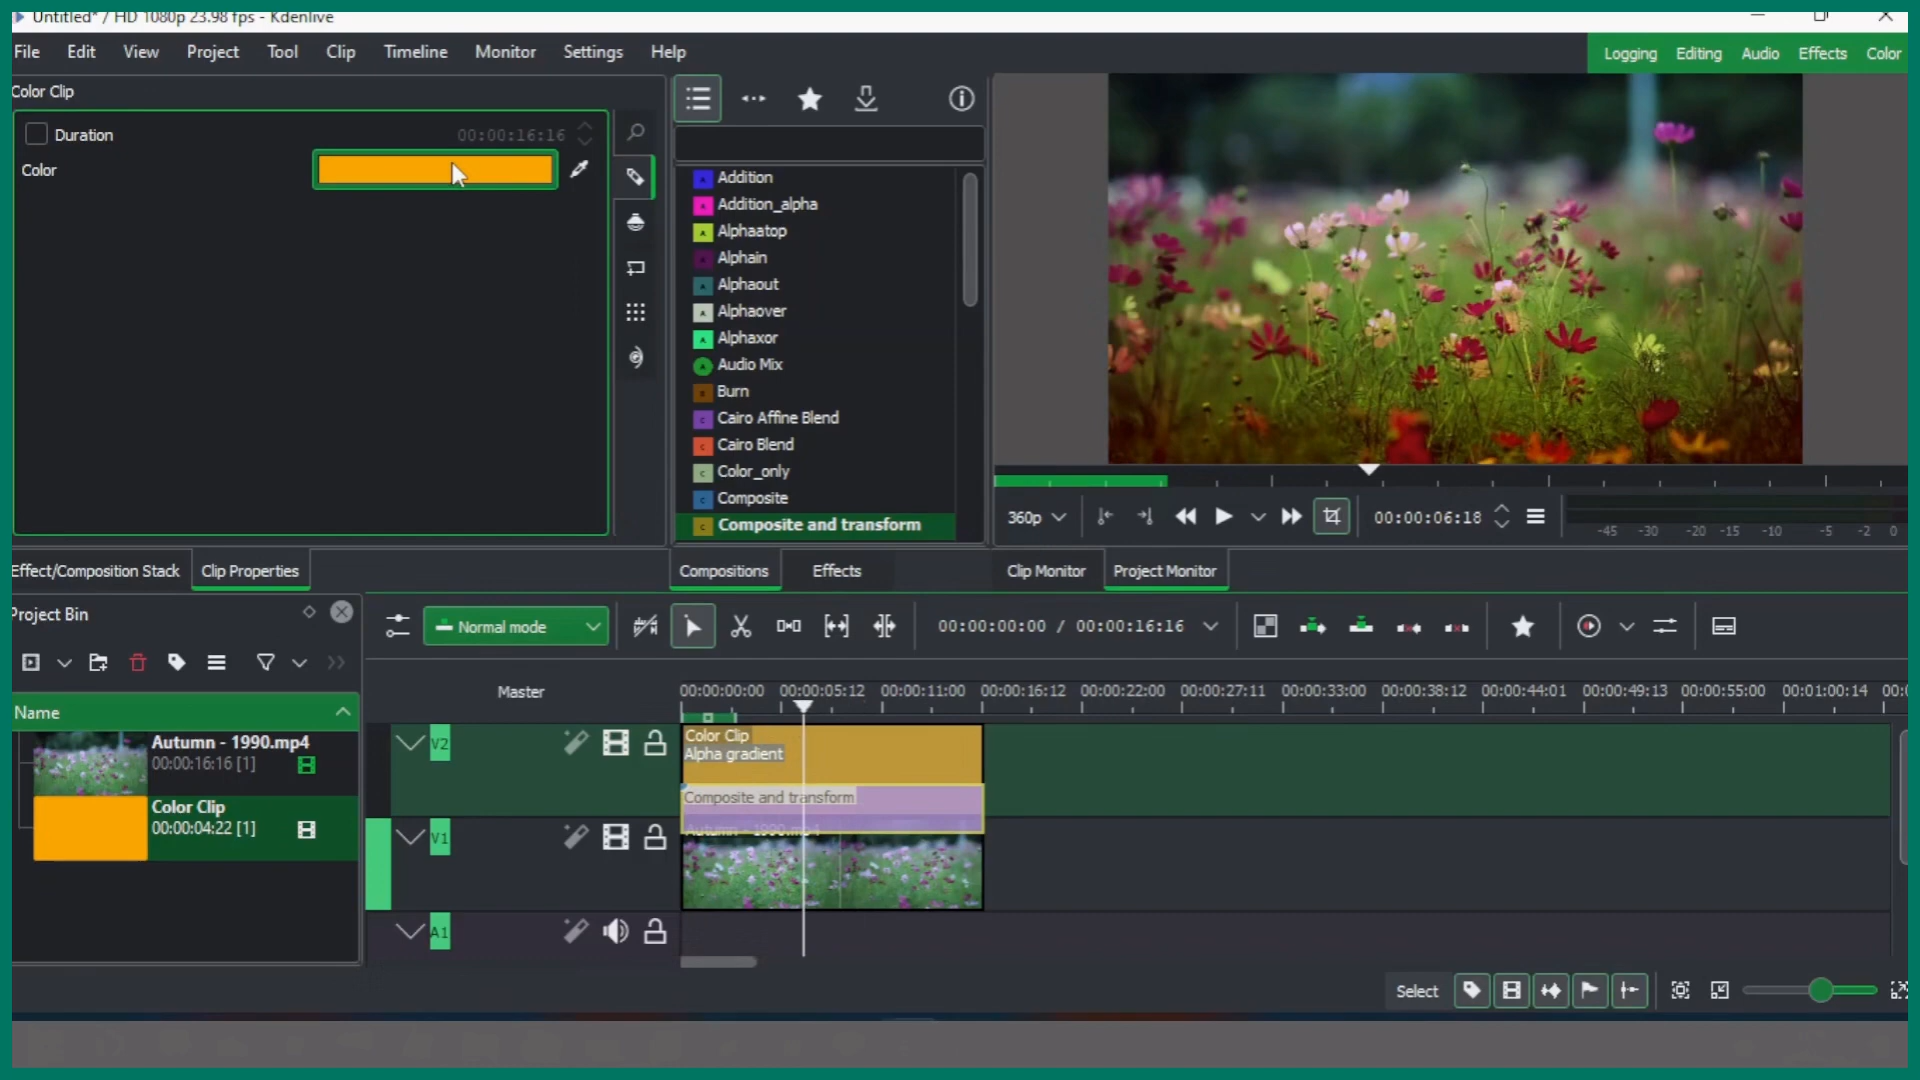 Untitled* / HD 1080p 23.98 fps - Kdenlive
File Edit View Project Tool Clip Timeline Monitor Settings Help
Logging Editing Audio Effects Color
Color Clip
Duration 00:00:16:16
Color
Addition
Addition_alpha
Alphaatop
Alphain
Alphaout
Alphaover
Alphaxor
Audio Mix
Burn
Cairo Affine Blend
Cairo Blend
Color_only
Composite
Composite and transform
360p 00:00:06:18
-45 -30 -20 -15 -10 -5 -2 0
Effect/Composition Stack Clip Properties
Compositions Effects
Clip Monitor Project Monitor
Project Bin
Normal mode
00:00:00:00 / 00:00:16:16
Name
Autumn - 1990.mp4
00:00:16:16 [1]
Color Clip
00:00:04:22 [1]
Master
00:00:00:00 00:00:05:12 00:00:11:00 00:00:16:12 00:00:22:00 00:00:27:11 00:00:33:00 00:00:38:12 00:00:44:01 00:00:49:13 00:00:55:00 00:01:00:14 00:0
V2
Color Clip
Alpha gradient
Composite and transform
V1
Autumn - 1990.mp4
A1
Select